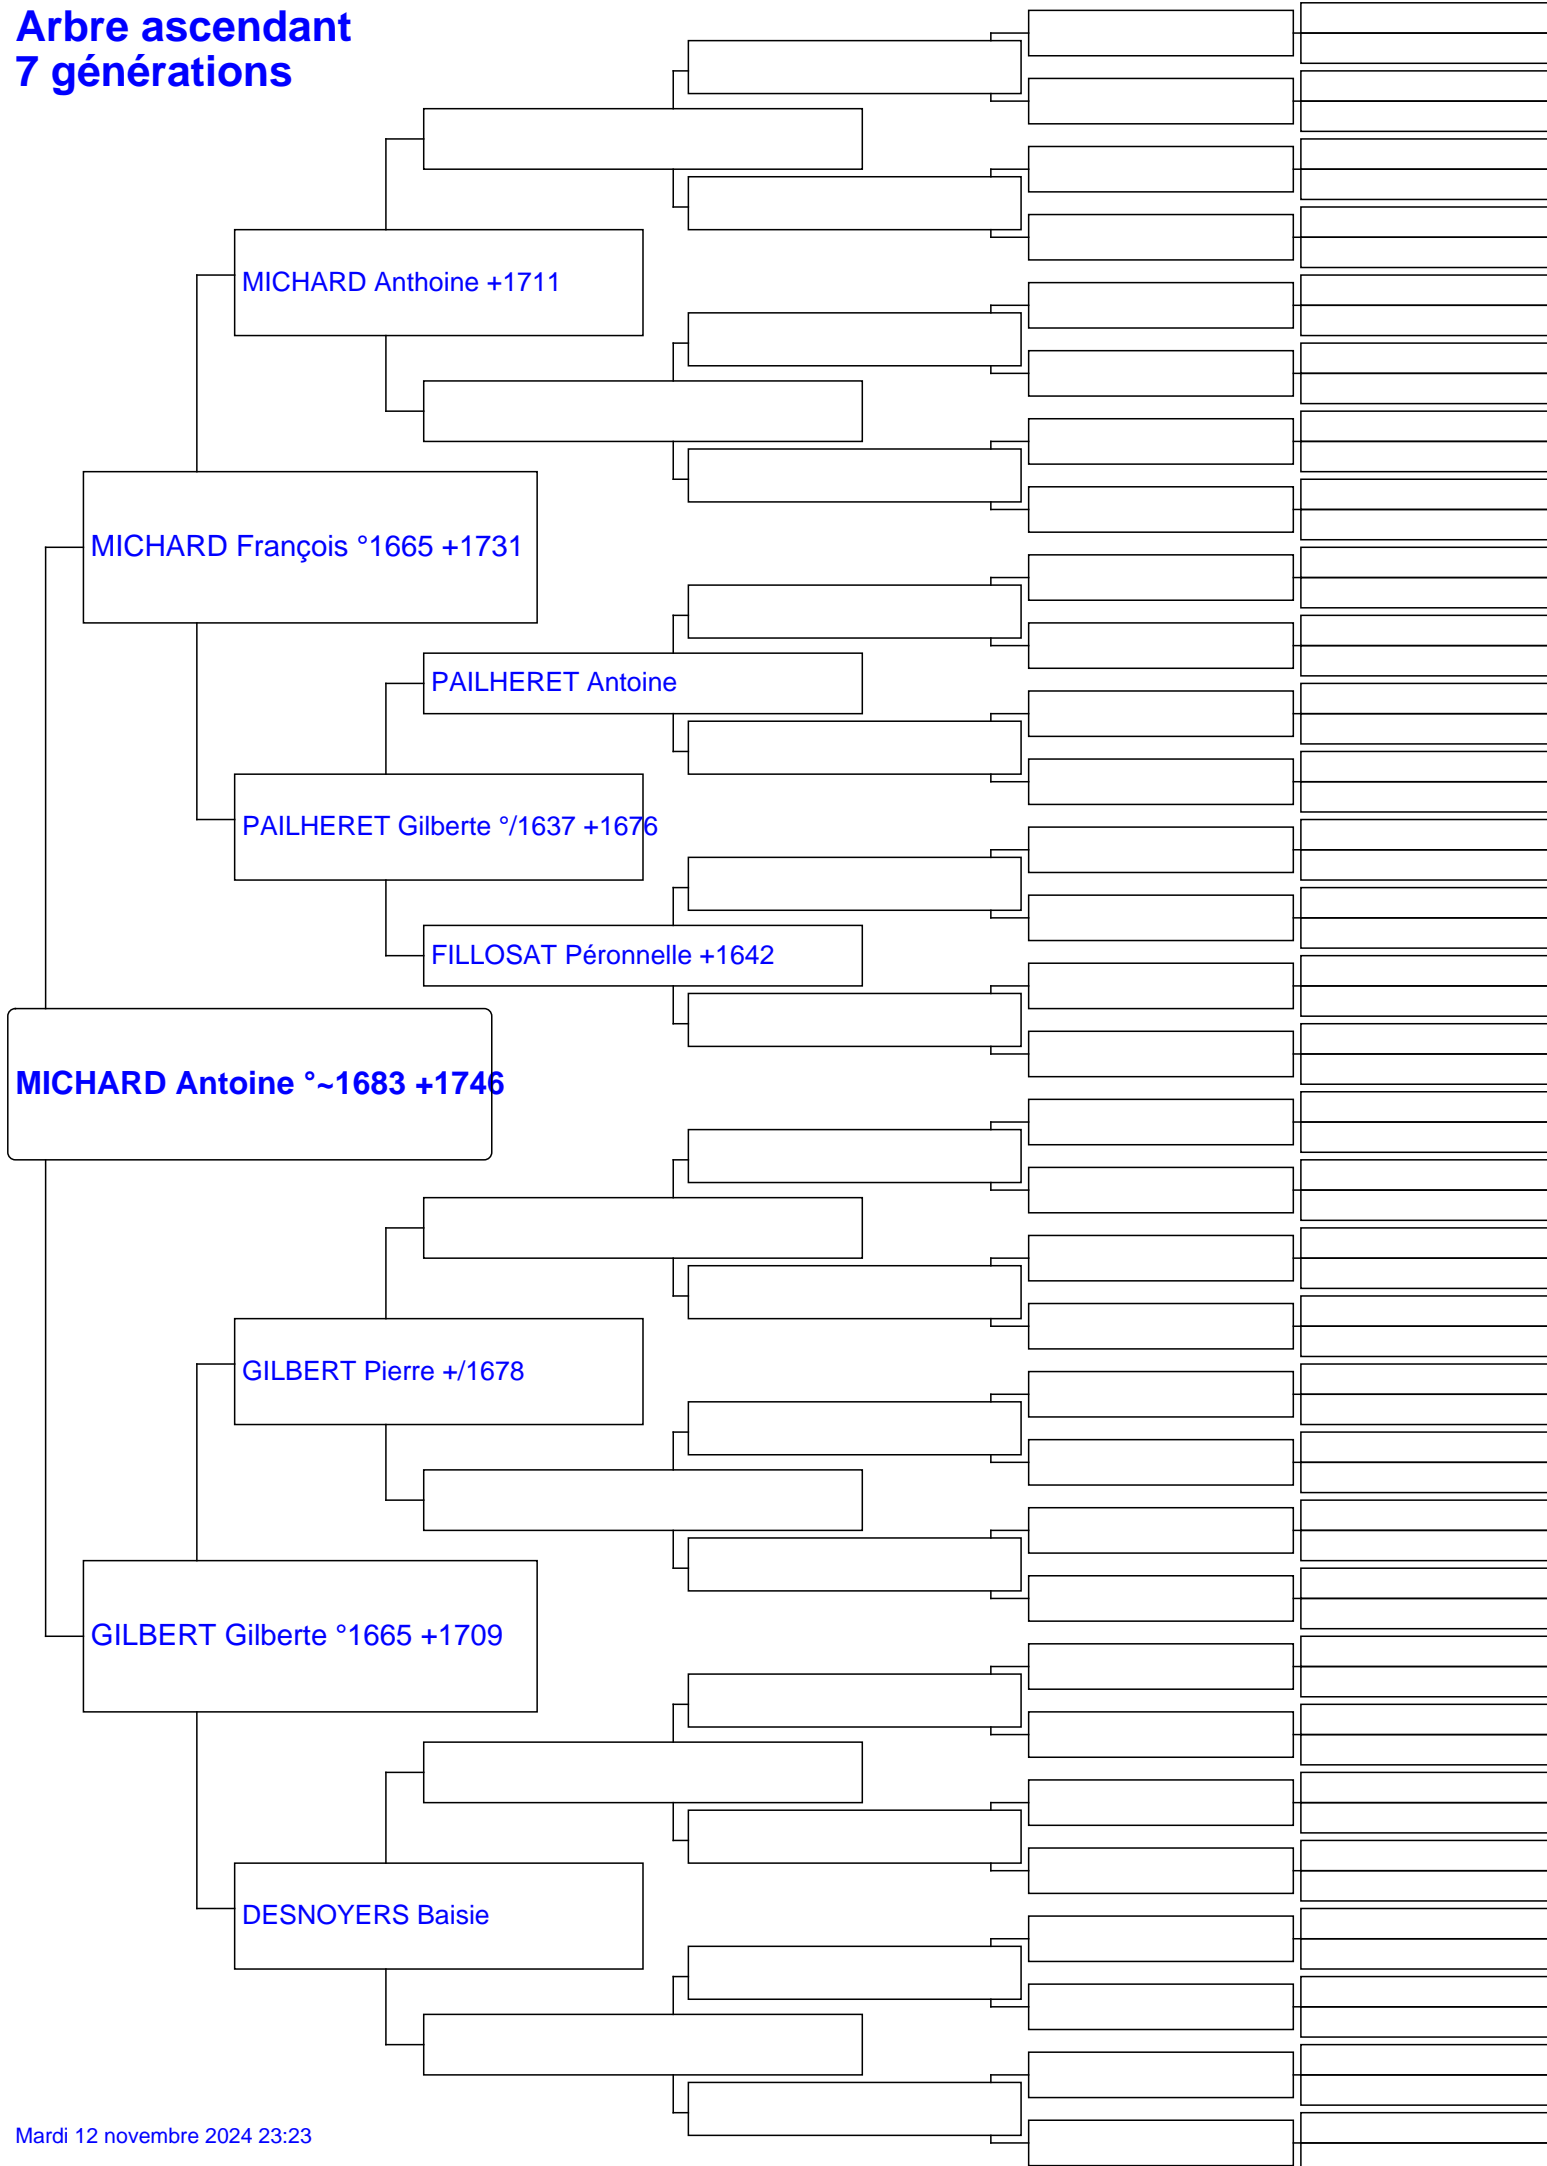 Arbre ascendant
7 générations
MICHARD Anthoine +1711
MICHARD François °1665 +1731
PAILHERET Antoine
PAILHERET Gilberte °/1637 +1676
FILLOSAT Péronnelle +1642
MICHARD Antoine °~1683 +1746
GILBERT Pierre +/1678
GILBERT Gilberte °1665 +1709
DESNOYERS Baisie
Mardi 12 novembre 2024 23:23